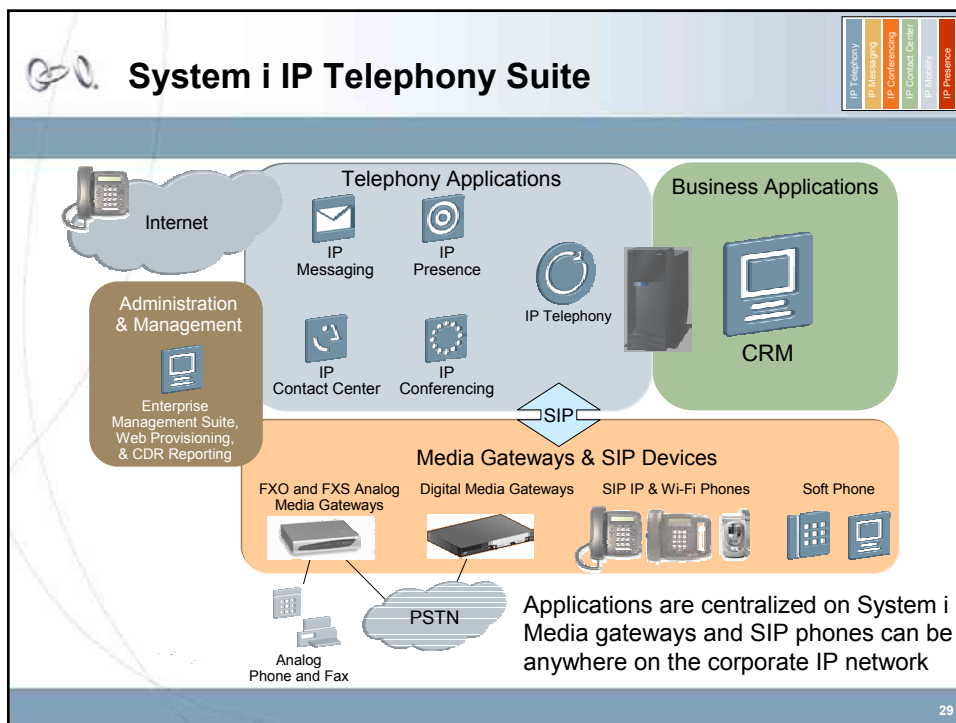 System i IP Telephony Suite
IP Telephony
IP Messaging
IP Conferencing
IP Contact Center
IP Mobility
IP Presence
Internet
Telephony Applications
IP
Messaging
IP
Presence
IP Telephony
IP
Contact Center
IP
Conferencing
Business Applications
CRM
Administration
& Management
Enterprise
Management Suite,
Web Provisioning,
& CDR Reporting
SIP
Media Gateways & SIP Devices
FXO and FXS Analog
Media Gateways
Digital Media Gateways
SIP IP & Wi-Fi Phones
Soft Phone
PSTN
Analog
Phone and Fax
Applications are centralized on System i
Media gateways and SIP phones can be
anywhere on the corporate IP network
29